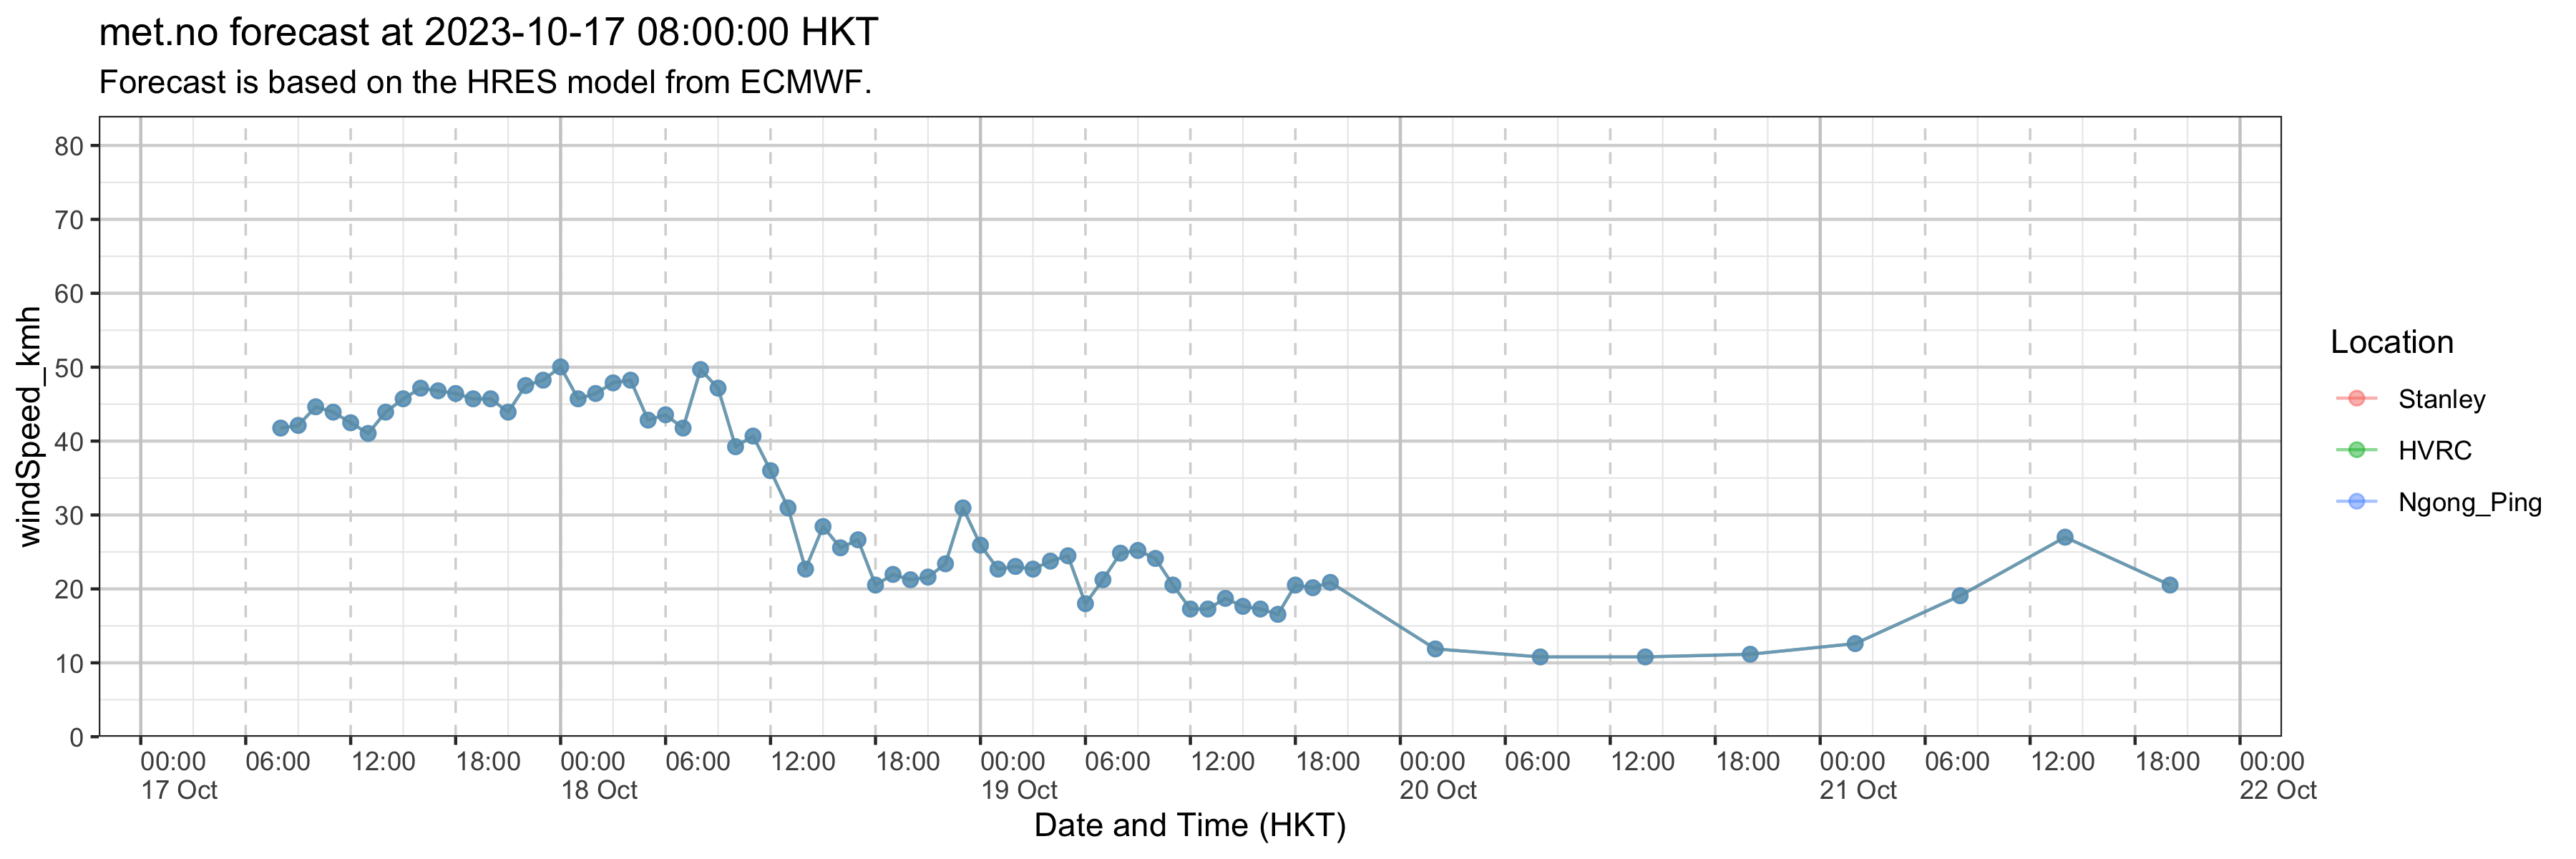 met.no forecast at 2023-10-17 08:00:00 HKT
Forecast is based on the HRES model from ECMWF.
windSpeed_kmh
80
70
60
50
40
30
20
10
0
00:00 06:00 12:00 18:00 00:00 06:00 12:00 18:00 00:00 06:00 12:00 18:00 00:00 06:00 12:00 18:00 00:00 06:00 12:00 18:00 00:00
17 Oct 18 Oct 19 Oct 20 Oct 21 Oct 22 Oct
Date and Time (HKT)
Location
Stanley
HVRC
Ngong_Ping